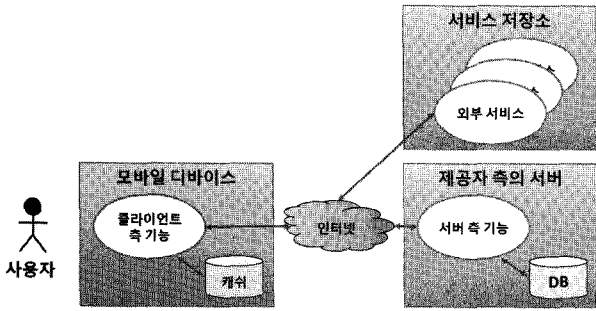 서비스 저장소
외부 서비스
모바일 디바이스
클라이언트
측 기능
캐쉬
인터넷
제공자 측의 서버
서버 측 기능
DB
사용자